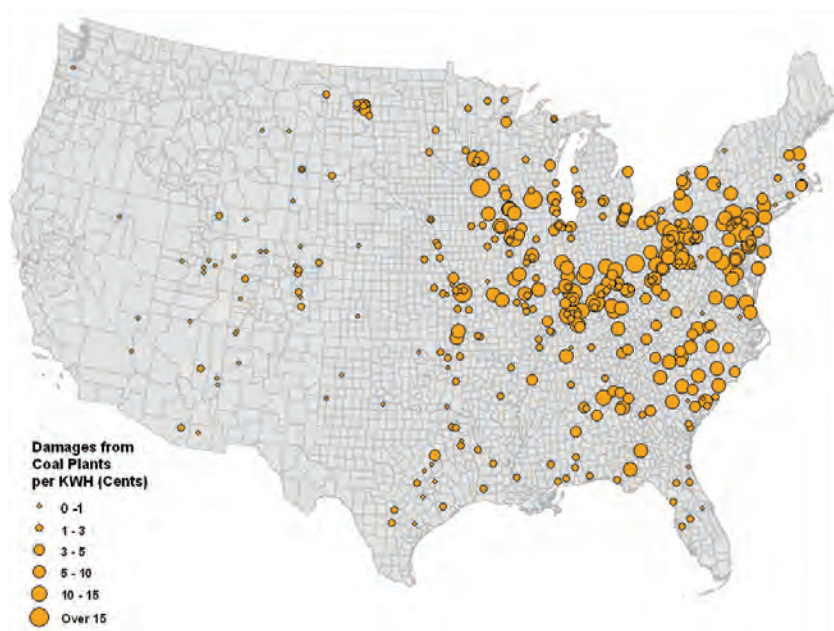 Damages from
Coal Plants
per KWH (Cents)
0 -1
1 - 3
3 - 5
5 - 10
10 - 15
Over 15